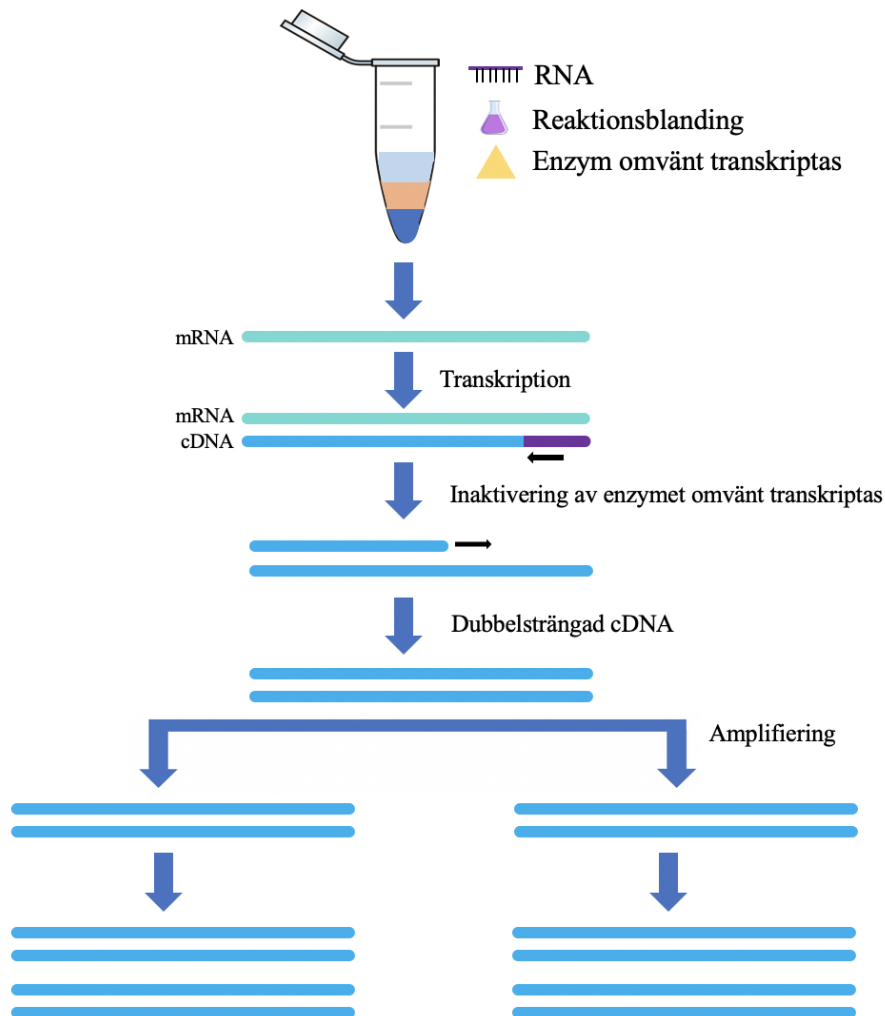 RNA
Reaktionsblanding
Enzym omvänt transkriptas
mRNA
Transkription
mRNA
cDNA
Inaktivering av enzymet omvänt transkriptas
Dubbelsträngad cDNA
Amplifiering